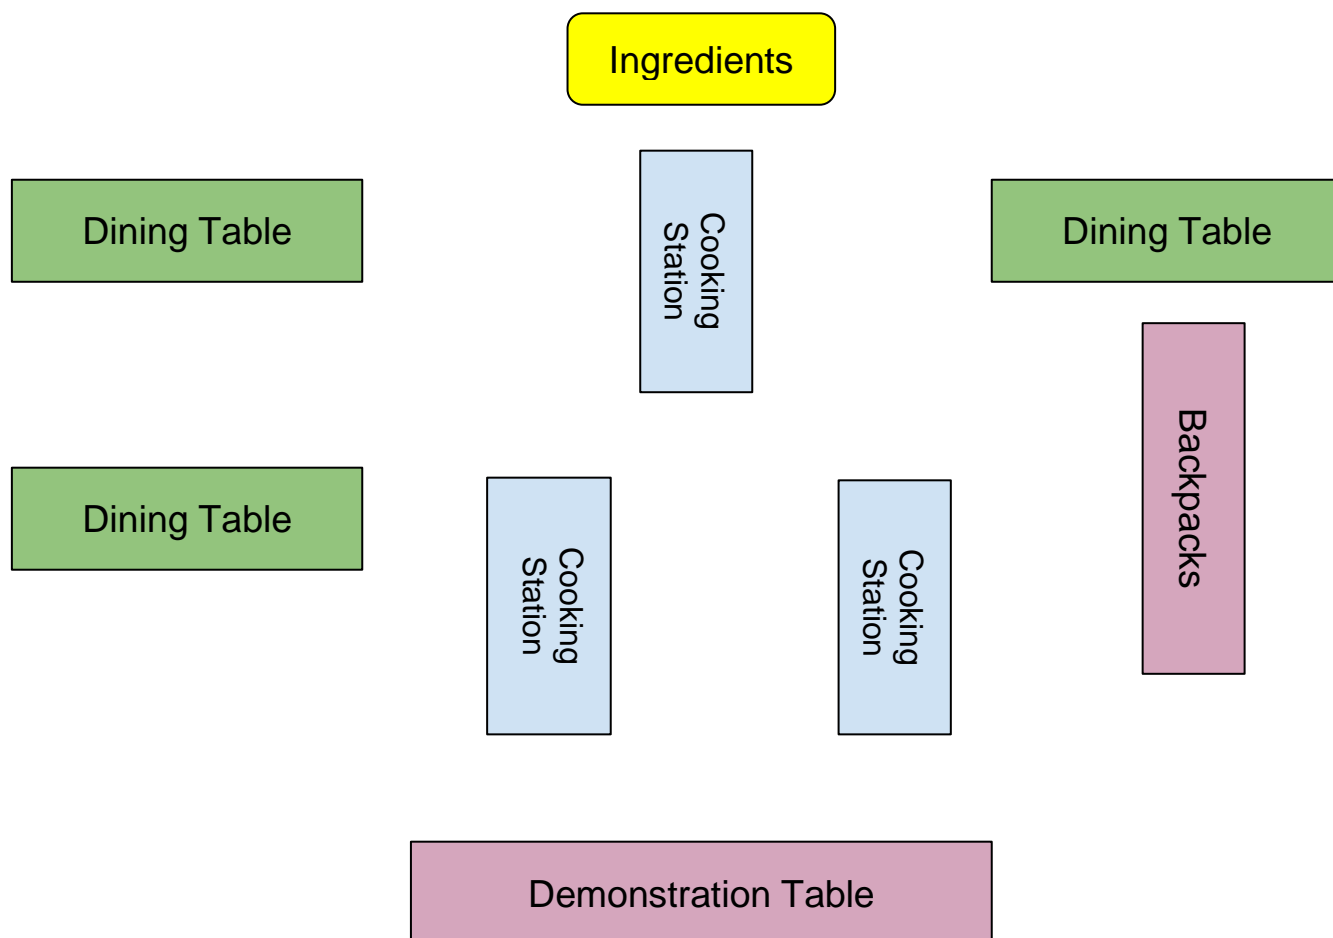 Ingredients
Dining Table
Cooking
Station
Dining Table
Dining Table
Backpacks
Cooking
Station
Cooking
Station
Demonstration Table